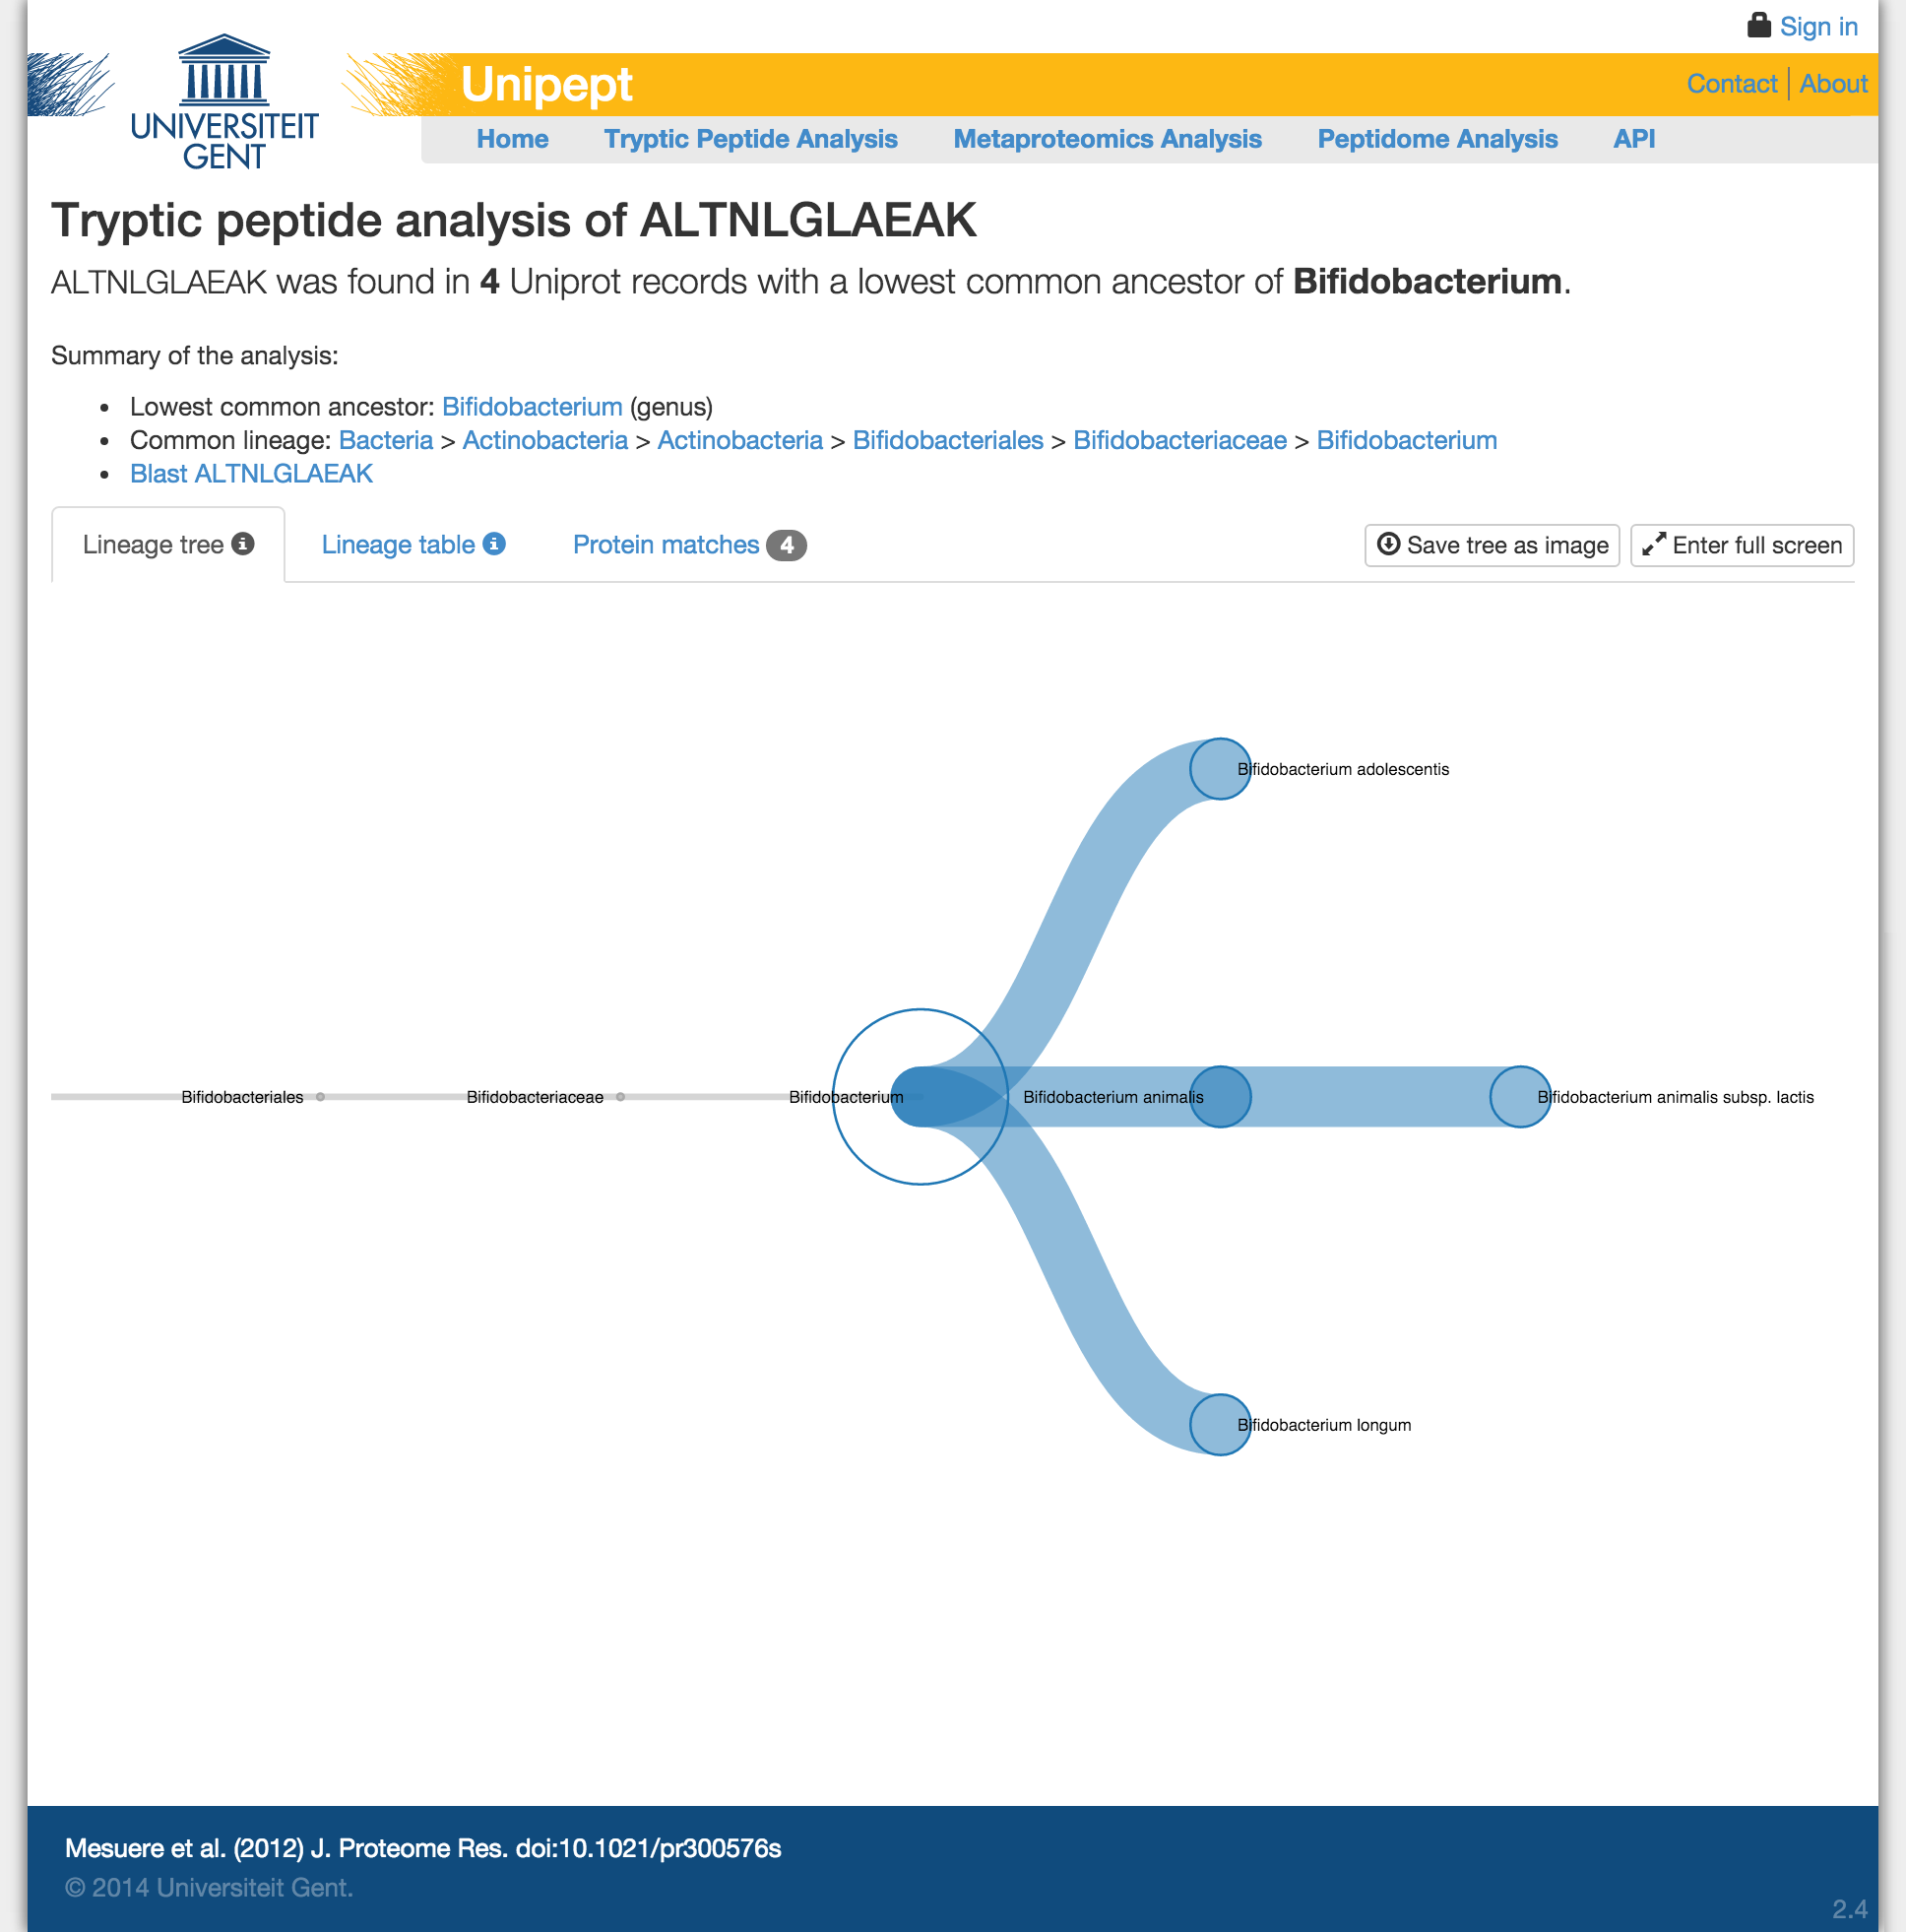 Sign in
UNIVERSITEIT
GENT
Unipept
Contact
About
Home
Tryptic Peptide Analysis
Metaproteomics Analysis
Peptidome Analysis
API
Tryptic peptide analysis of ALTNLGLAEAK
ALTNLGLAEAK was found in 4 Uniprot records with a lowest common ancestor of Bifidobacterium.
Summary of the analysis:
• Lowest common ancestor: Bifidobacterium (genus)
• Common lineage: Bacteria > Actinobacteria > Actinobacteria > Bifidobacteriales > Bifidobacteriaceae > Bifidobacterium
• Blast ALTNLGLAEAK
Lineage tree
Lineage table
Protein matches 4
Save tree as image
Enter full screen
Bifidobacterium adolescentis
Bifidobacteriales
Bifidobacteriaceae
Bifidobacterium
Bifidobacterium animalis
Bifidobacterium animalis subsp. lactis
Bifidobacterium longum
Mesuere et al. (2012) J. Proteome Res. doi:10.1021/pr300576s
© 2014 Universiteit Gent.
2.4